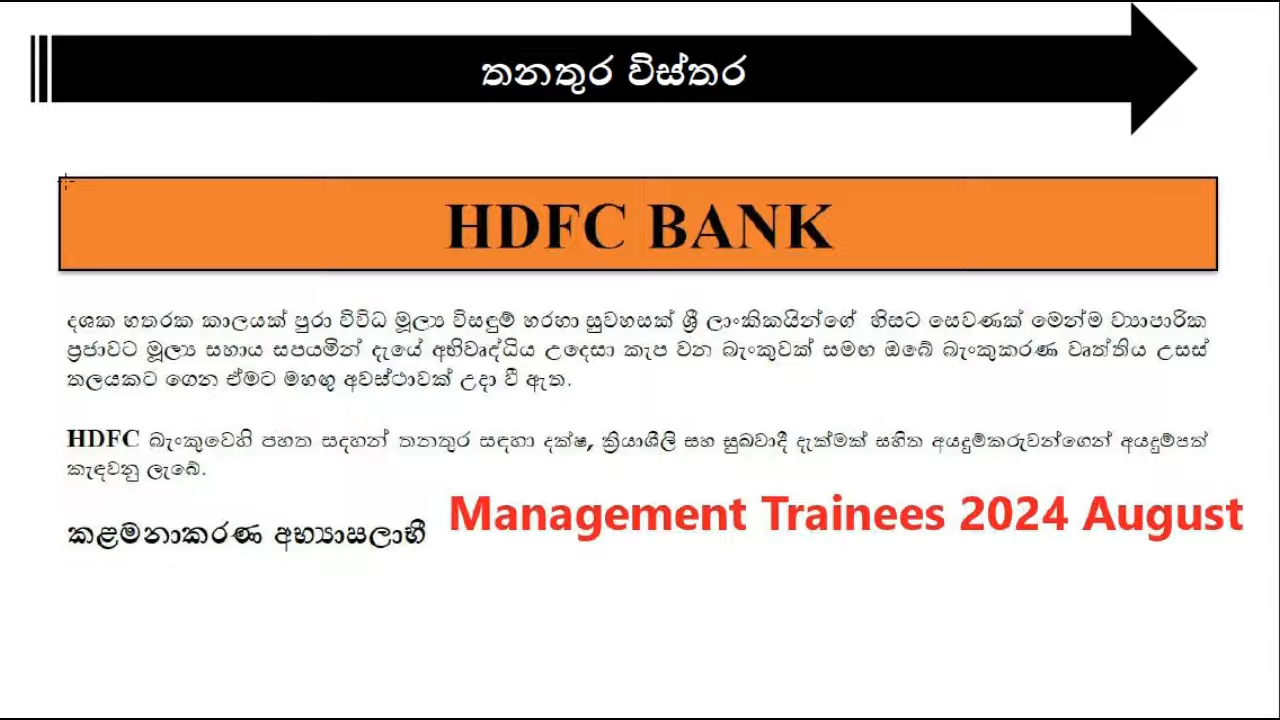 තනතුර විස්තර
HDFC BANK
දශක හතරක කාලයක් පුරා විවිධ මූල්‍ය විසඳුම් හරහා සුවහසක් ශ්‍රී ලාංකිකයින්ගේ හිසට සෙවණක් මෙන්ම ව්‍යාපාරික
ප්‍රජාවට මූල්‍ය සහාය සපයමින් දැයේ අභිවෘද්ධිය උදෙසා කැප වන බැංකුවක් සමඟ ඔබේ බැංකුකරණ වෘත්තිය උසස්
තලයකට ගෙන ඒමට මහඟු අවස්ථාවක් උදා වී ඇත.
HDFC බැංකුවෙහි පහත සදහන් තනතුර සඳහා දක්ෂ, ක්‍රියාශීලි සහ සුබවාදී දැක්මක් සහිත අයදුම්කරුවන්ගෙන් අයදුම්පත්
කැඳවනු ලැබේ.
Management Trainees 2024 August
කළමනාකරණ අභ්‍යාසලාභී